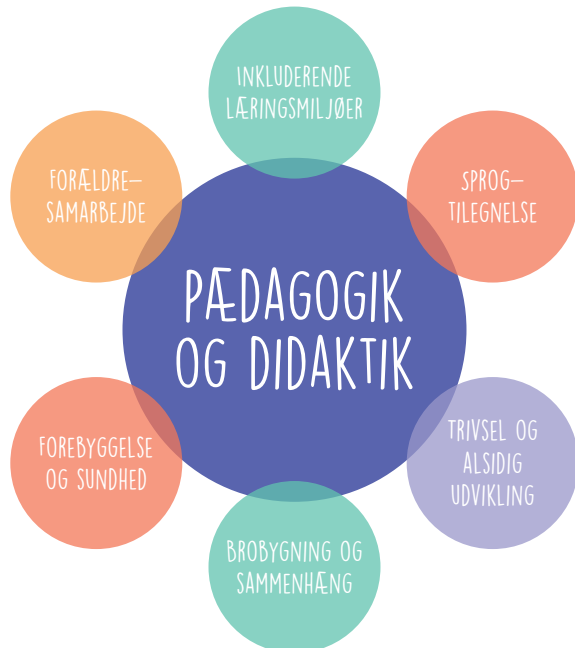 INKLUDERENDE
LÆRINGSMILJØER
FORÆLDRE-
SAMARBEJDE
SPROG-
TILEGNELSE
PÆDAGOGIK
OG DIDAKTIK
FOREBYGGELSE
OG SUNDHED
TRIVSEL OG
ALSIDIG
UDVIKLING
BROBYGNING OG
SAMMENHÆNG